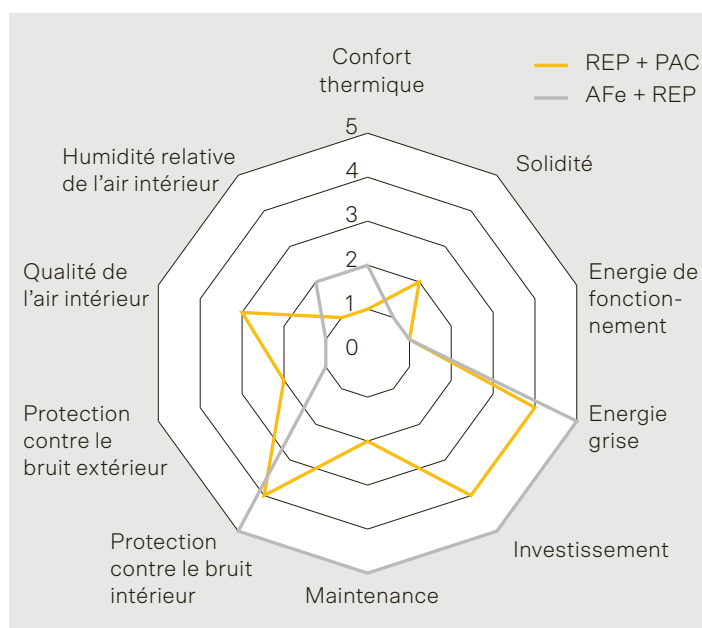 Confort
thermique
REP + PAC
AFe + REP
5
4
3
2
1
0
Solidité
Energie de
fonction-
nement
Energie
grise
Investissement
Maintenance
Protection
contre le bruit
intérieur
Protection
contre le
bruit extérieur
Qualité de
l'air intérieur
Humidité relative
de l'air intérieur